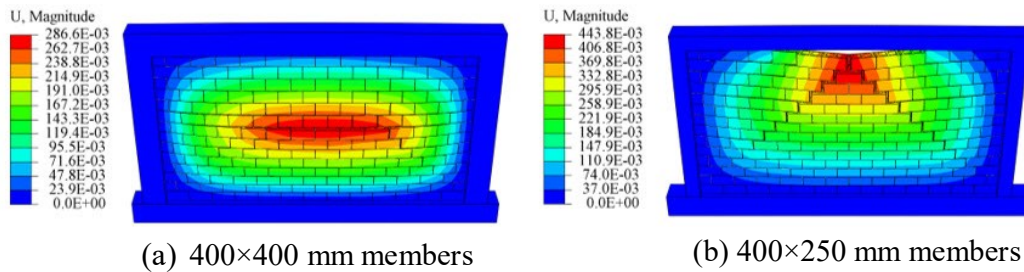 U, Magnitude
286.6E-03
262.7E-03
238.8E-03
214.9E-03
191.0E-03
167.2E-03
143.3E-03
119.4E-03
95.5E-03
71.6E-03
47.8E-03
23.9E-03
0.0E+00
(a) 400×400 mm members
U, Magnitude
443.8E-03
406.8E-03
369.8E-03
332.8E-03
295.9E-03
258.9E-03
221.9E-03
184.9E-03
147.9E-03
110.9E-03
74.0E-03
37.0E-03
0.0E+00
(b) 400×250 mm members